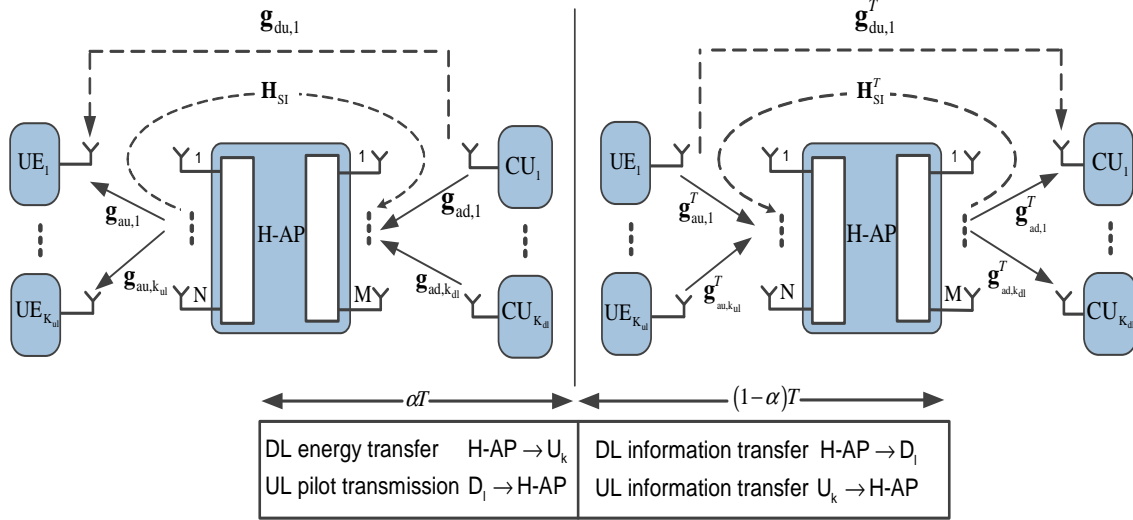 g_du,1
H_SI
UE_1
1
1
CU_1
g_au,1
g_ad,1
H-AP
g_au,k_ul
g_ad,k_dl
UE_K_ul
N
M
CU_K_dl
g^T_du,1
H^T_SI
UE_1
1
1
CU_1
g^T_au,1
g^T_ad,1
H-AP
g^T_au,k_ul
g^T_ad,k_dl
UE_K_ul
N
M
CU_K_dl
αT
(1−α)T
DL energy transfer H-AP → U_k
UL pilot transmission D_l → H-AP
DL information transfer H-AP → D_l
UL information transfer U_k → H-AP